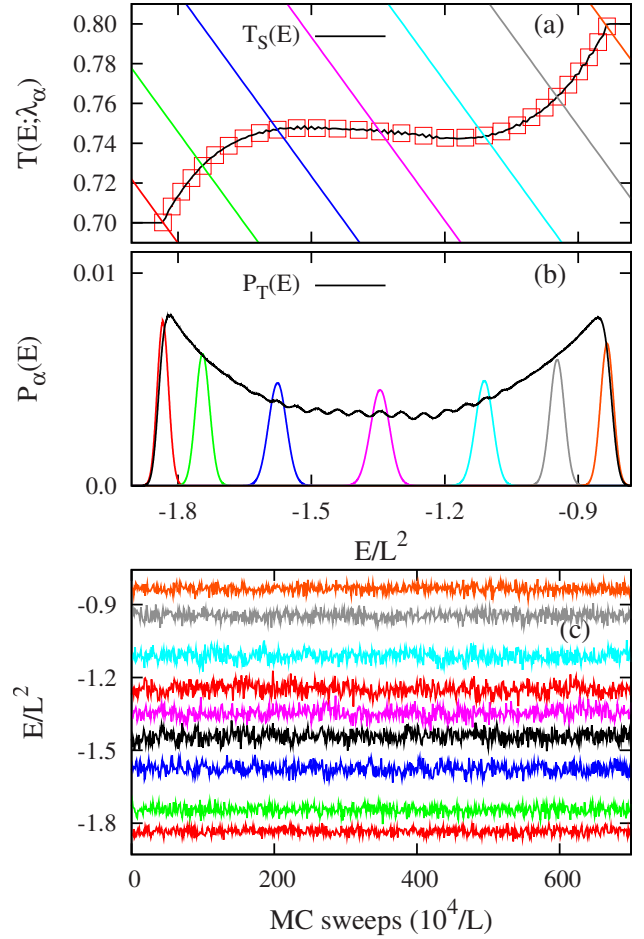 0.80
0.78
0.76
0.74
0.72
0.70
T(E;λα)
T_S(E)
(a)
0.01
0.0
P_α(E)
P_T(E)
(b)
-1.8 -1.5 -1.2 -0.9
E/L^2
-0.9
-1.2
-1.5
-1.8
E/L^2
(c)
0 200 400 600
MC sweeps (10^4/L)